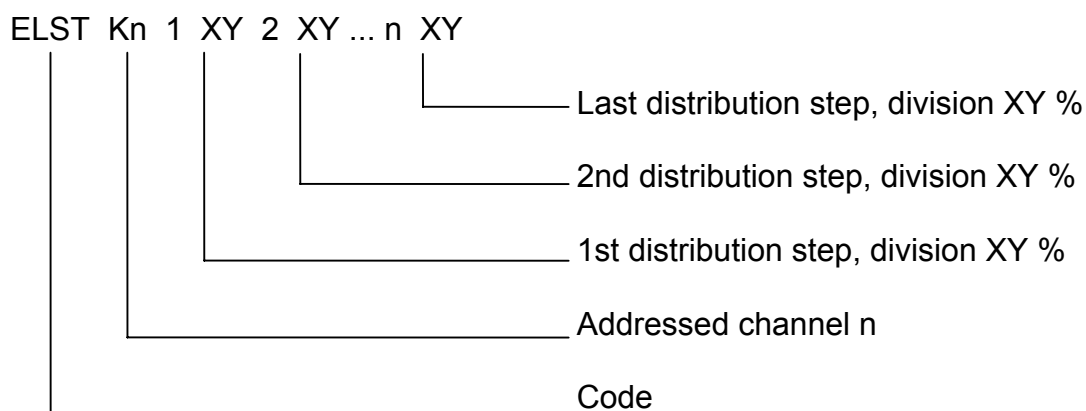 ELST Kn 1 XY 2 XY ... n XY
Last distribution step, division XY %
2nd distribution step, division XY %
1st distribution step, division XY %
Addressed channel n
Code